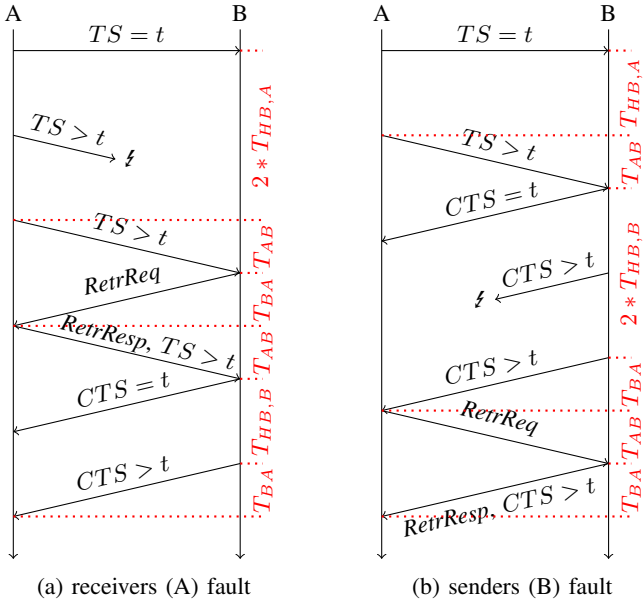 A
B
TS = t
2 * T_{HB,A}
TS > t
TS > t
T_{AB}
RetrReq
T_{BA}
RetrResp, TS > t
T_{AB}
CTS = t
T_{HB,B}
CTS > t
T_{BA}
(a) receivers (A) fault
A
B
TS = t
T_{HB,A}
TS > t
T_{AB}
CTS = t
2 * T_{HB,B}
CTS > t
CTS > t
T_{BA}
RetrReq
T_{AB}
RetrResp, CTS > t
T_{BA}
(b) senders (B) fault